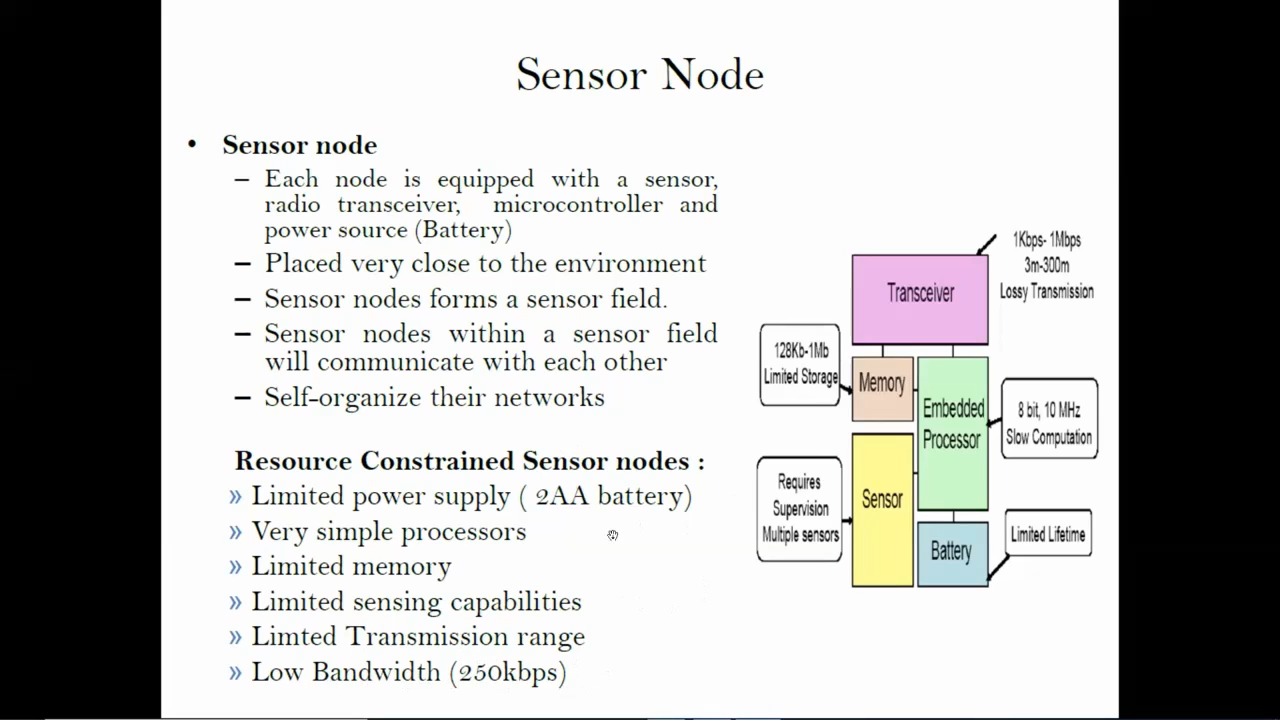 Sensor Node
• Sensor node
– Each node is equipped with a sensor,
radio transceiver, microcontroller and
power source (Battery)
– Placed very close to the environment
– Sensor nodes forms a sensor field.
– Sensor nodes within a sensor field
will communicate with each other
– Self-organize their networks
Resource Constrained Sensor nodes :
» Limited power supply ( 2AA battery)
» Very simple processors
» Limited memory
» Limited sensing capabilities
» Limted Transmission range
» Low Bandwidth (250kbps)
1Kbps- 1Mbps
3m-300m
Lossy Transmission
Transceiver
128Kb-1Mb
Limited Storage
Memory
Embedded
Processor
8 bit, 10 MHz
Slow Computation
Requires
Supervision
Multiple sensors
Sensor
Battery
Limited Lifetime